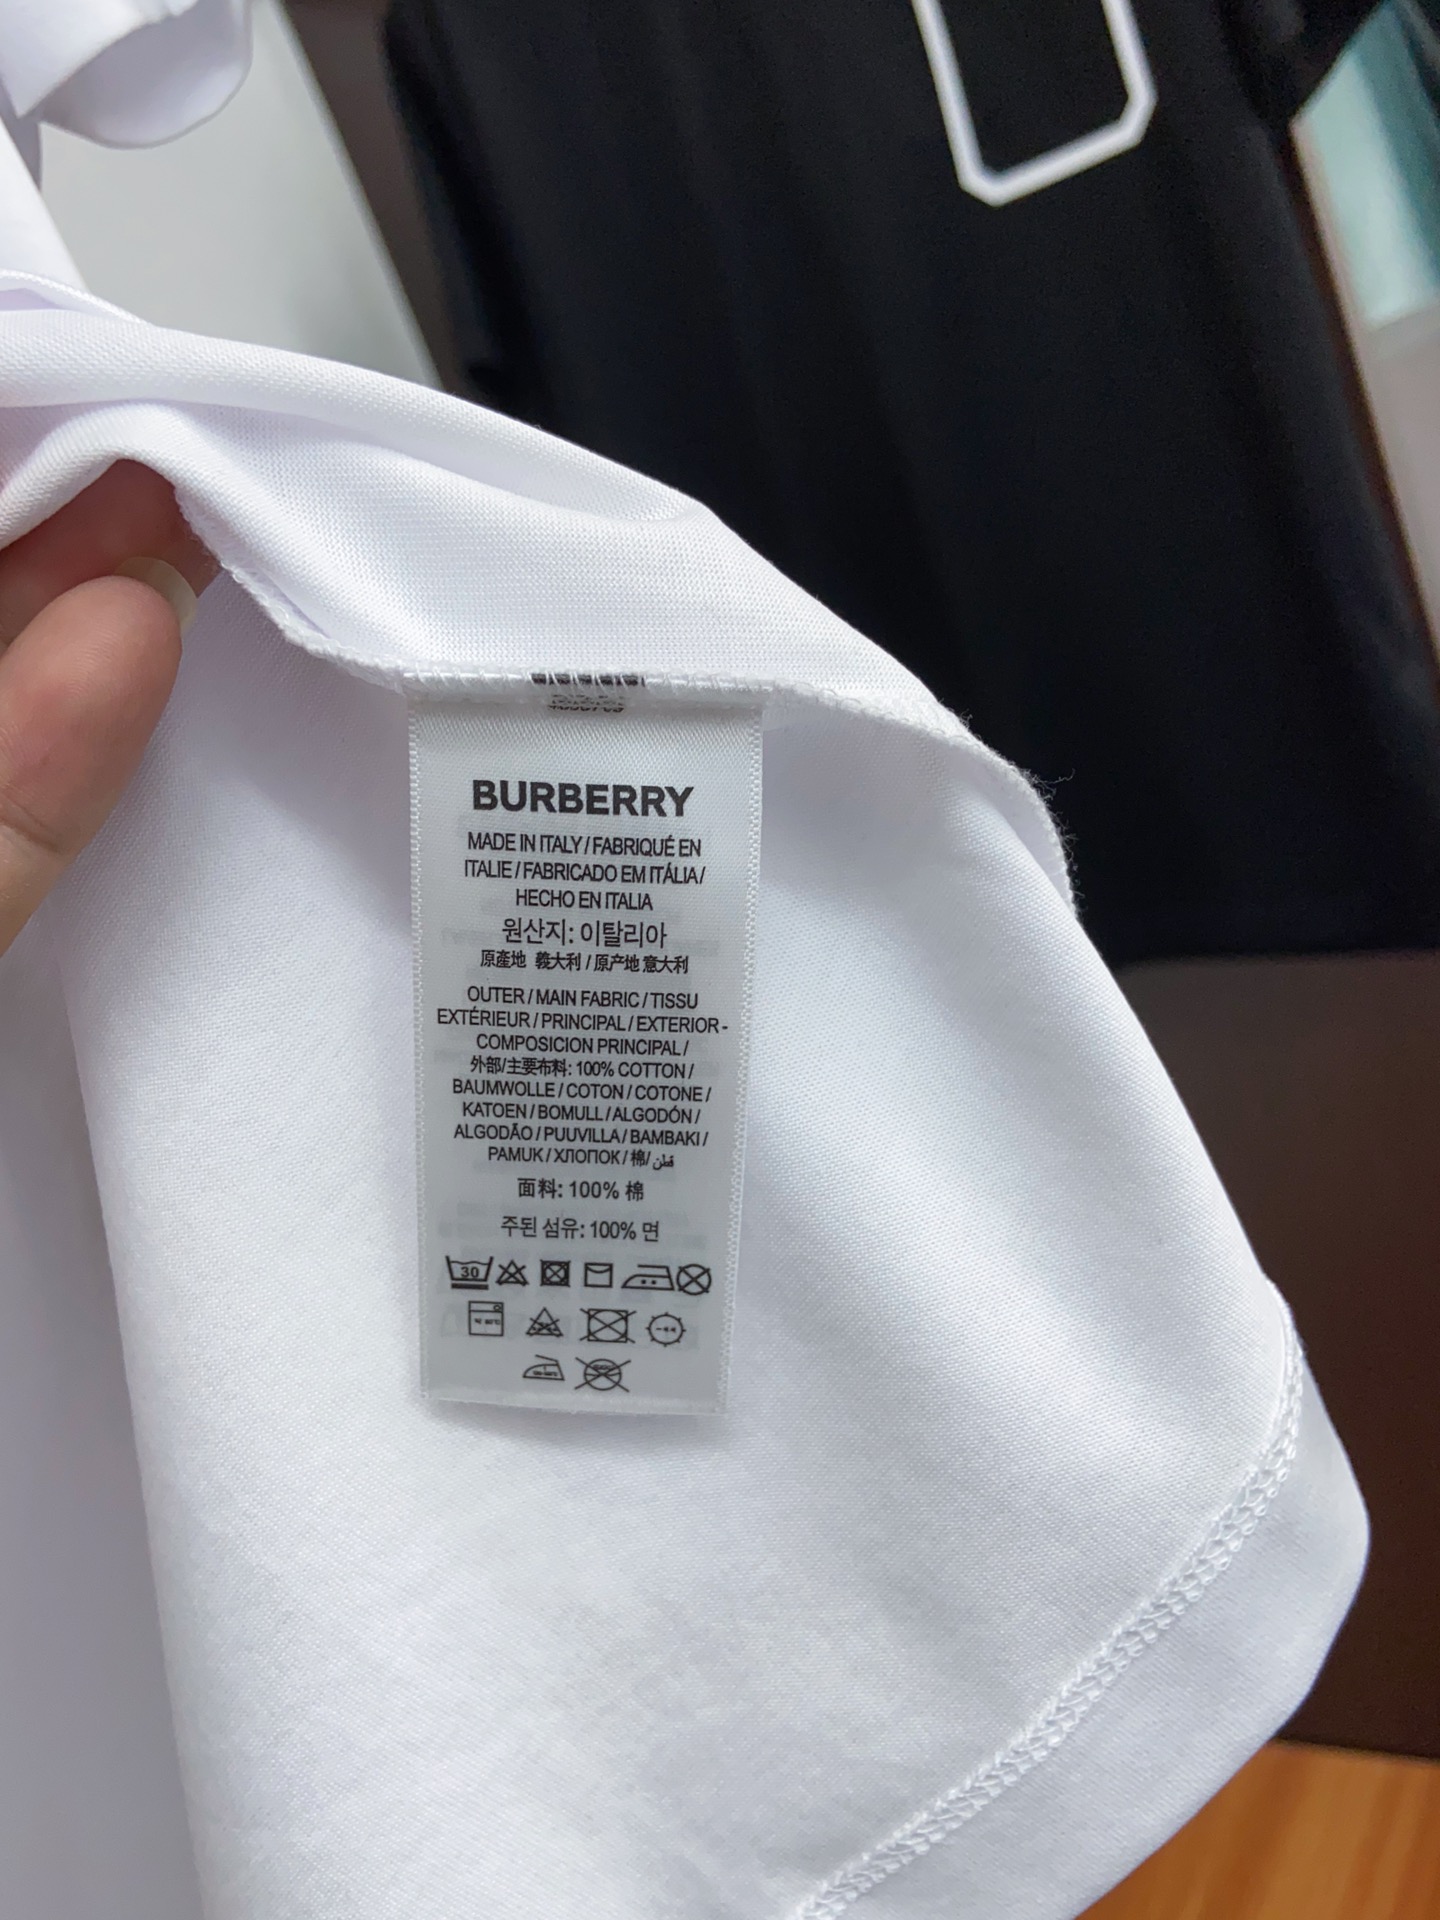 BURBERRY
MADE IN ITALY / FABRIQUÉ EN
ITALIE / FABRICADO EM ITÁLIA /
HECHO EN ITALIA
원산지: 이탈리아
原產地 義大利 / 原产地 意大利
OUTER / MAIN FABRIC / TISSU
EXTÉRIEUR / PRINCIPAL / EXTERIOR -
COMPOSICION PRINCIPAL /
外部/主要布料: 100% COTTON /
BAUMWOLLE / COTON / COTONE /
KATOEN / BOMULL / ALGODÓN /
ALGODÃO / PUUVILLA / BAMBAKI /
PAMUK / ХЛОПОК / 棉/ قطن
面料: 100% 棉
주된 섬유: 100% 면
30